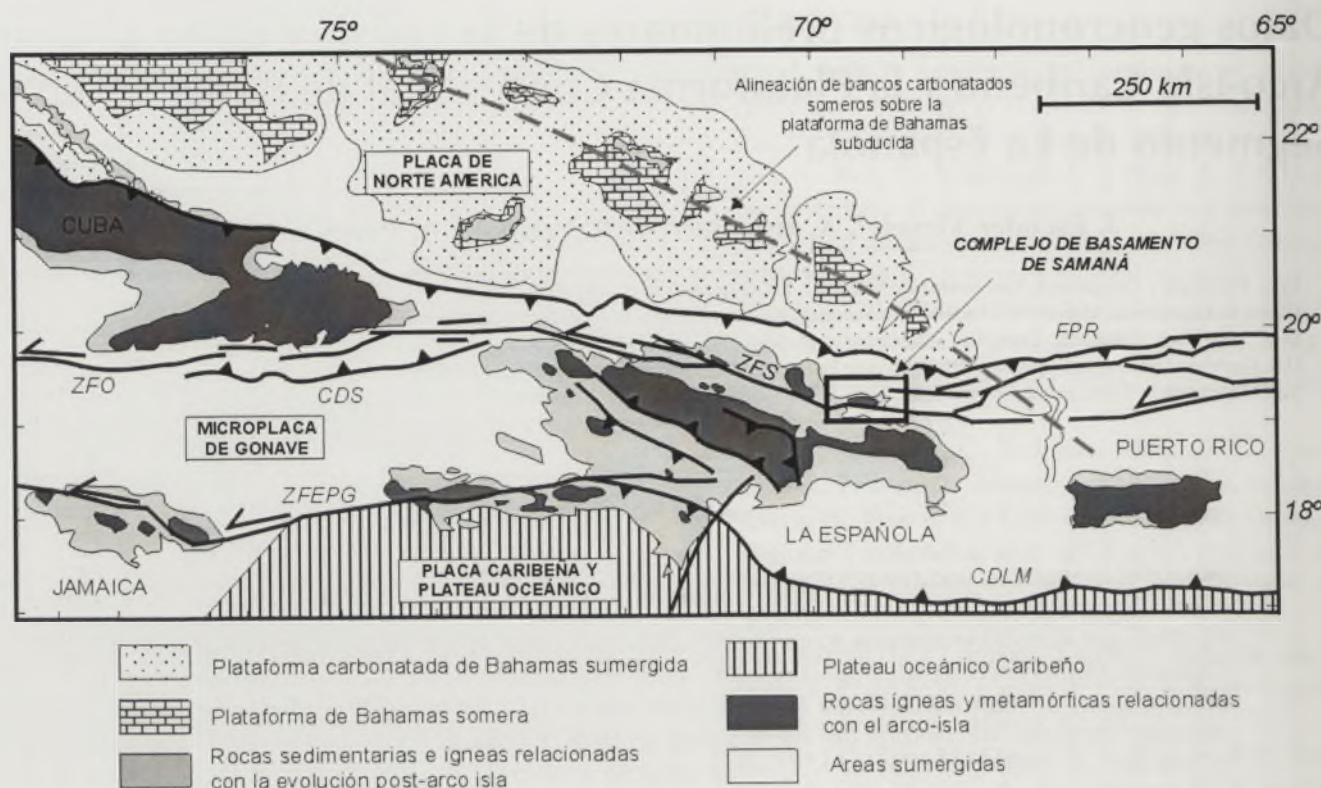 75º
70º
65º
Alineación de bancos carbonatados
someros sobre la
plataforma de Bahamas
subducida
250 km
22º
PLACA DE
NORTE AMERICA
CUBA
COMPLEJO DE BASAMENTO
DE SAMANÁ
20º
FPR
ZFS
ZFO
CDS
MICROPLACA
DE GONAVE
PUERTO RICO
ZFEPG
18º
LA ESPAÑOLA
JAMAICA
PLACA CARIBEÑA Y
PLATEAU OCEÁNICO
CDLM
Plataforma carbonatada de Bahamas sumergida
Plateau oceánico Caribeño
Plataforma de Bahamas somera
Rocas ígneas y metamórficas relacionadas
con el arco-isla
Rocas sedimentarias e ígneas relacionadas
con la evolución post-arco isla
Areas sumergidas